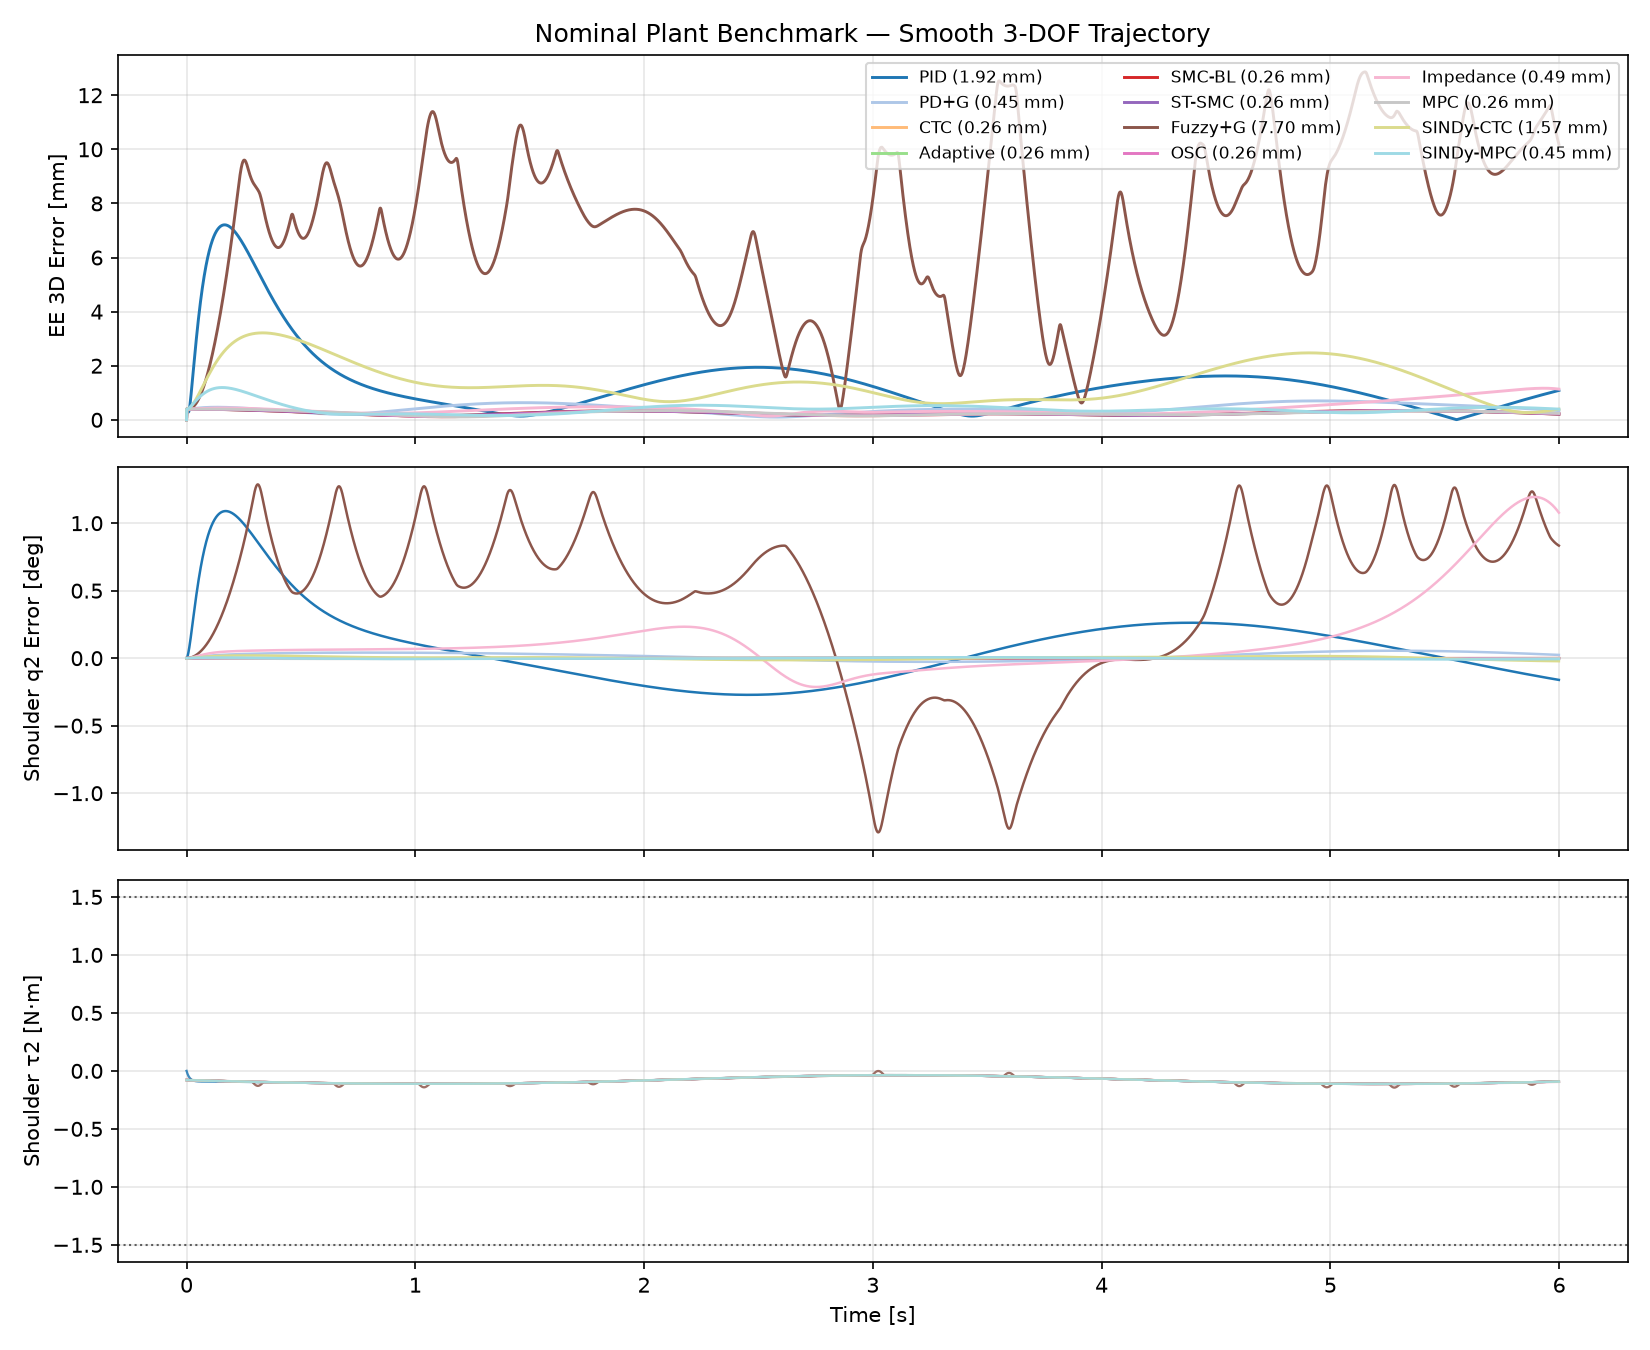 Nominal Plant Benchmark — Smooth 3-DOF Trajectory
EE 3D Error [mm]
12
10
8
6
4
2
0
PID (1.92 mm)
PD+G (0.45 mm)
CTC (0.26 mm)
Adaptive (0.26 mm)
SMC-BL (0.26 mm)
ST-SMC (0.26 mm)
Fuzzy+G (7.70 mm)
OSC (0.26 mm)
Impedance (0.49 mm)
MPC (0.26 mm)
SINDy-CTC (1.57 mm)
SINDy-MPC (0.45 mm)
Shoulder q2 Error [deg]
1.0
0.5
0.0
−0.5
−1.0
Shoulder τ2 [N·m]
1.5
1.0
0.5
0.0
−0.5
−1.0
−1.5
0 1 2 3 4 5 6
Time [s]